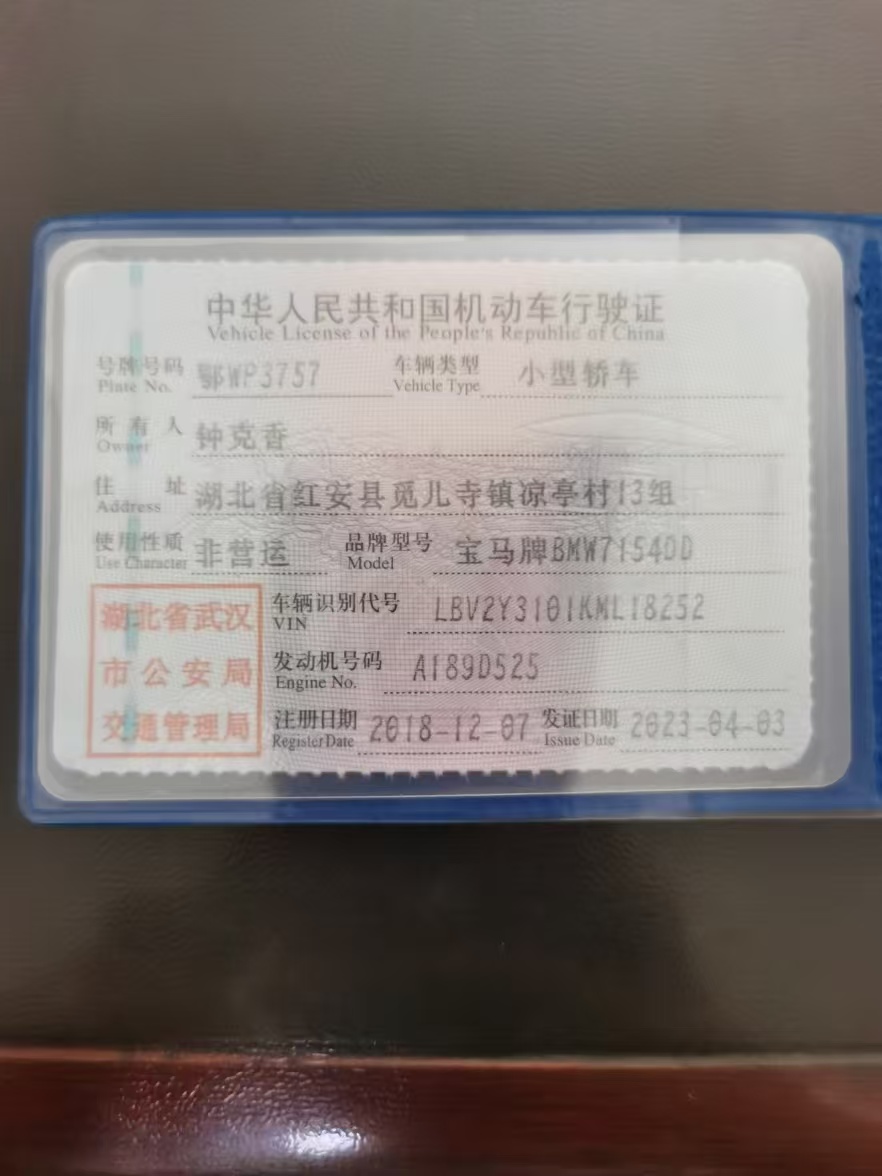 中华人民共和国机动车行驶证
Vehicle License of the People's Republic of China
号牌号码 鄂WP3757 车辆类型 小型轿车
Plate No. Vehicle Type
所有人 钟克香
Owner
住址 湖北省红安县觅儿寺镇凉亭村13组
Address
使用性质 非营运 品牌型号 宝马牌BMW7154DD
Use Character Model
湖北省武汉
市公安局
交通管理局
车辆识别代号 LBV2Y3101KML18252
VIN
发动机号码 A189D525
Engine No.
注册日期 2018-12-07 发证日期 2023-04-03
Register Date Issue Date